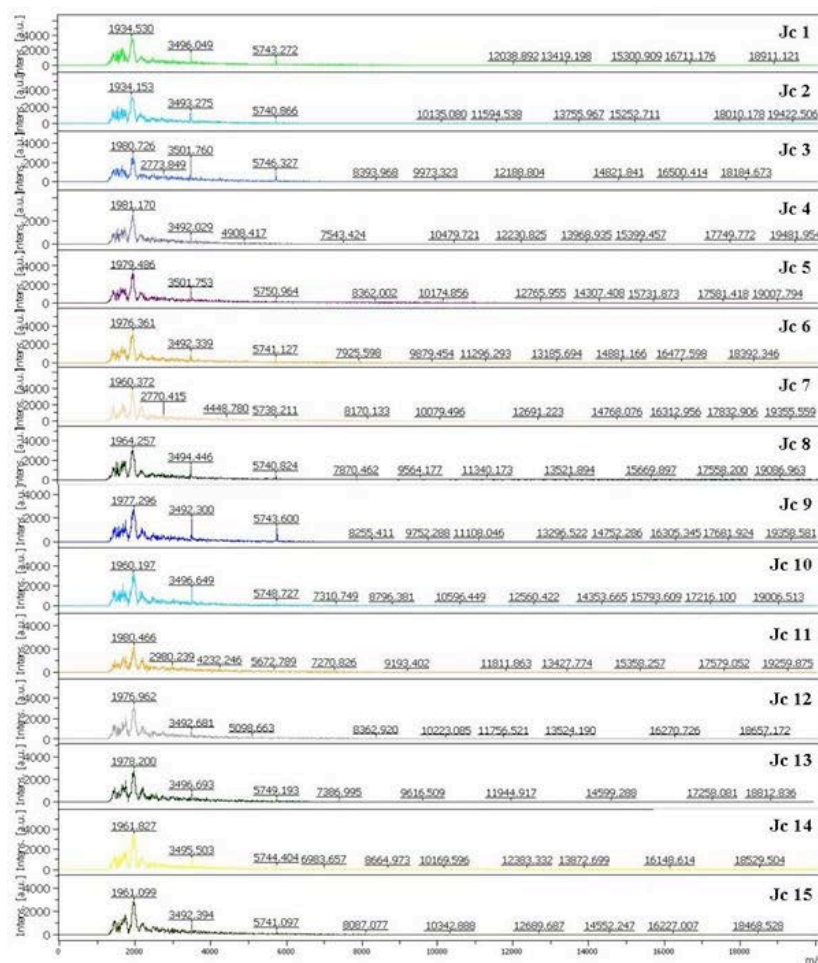 1934.530 3496.049 5743.272 12038.892 13419.198 15300.909 16711.176 18911.121 Jc 1
1934.153 3493.275 5740.866 10135.080 11594.538 13755.967 15252.711 18010.178 19422.506 Jc 2
1980.726 2773.849 3501.760 5746.327 8393.968 9973.323 12188.804 14821.841 16500.414 18184.673 Jc 3
1981.170 3492.029 4908.417 7543.424 10479.721 12230.825 13968.935 15399.457 17749.772 19481.954 Jc 4
1979.486 3501.753 5750.964 8362.002 10174.856 12765.955 14307.408 15731.873 17581.418 19007.794 Jc 5
1976.361 3492.339 5741.127 7925.598 9879.454 11296.293 13185.694 14881.166 16477.598 18392.346 Jc 6
1960.372 2770.415 4448.780 5738.211 8170.133 10079.496 12691.223 14768.076 16312.956 17832.906 19355.559 Jc 7
1964.257 3494.446 5740.824 7870.462 9564.177 11340.173 13521.894 15669.897 17558.200 19086.963 Jc 8
1977.296 3492.300 5743.600 8255.411 9752.288 11108.046 13296.522 14752.286 16305.345 17681.924 19358.581 Jc 9
1960.197 3496.649 5748.727 7310.749 8796.381 10596.449 12560.422 14353.665 15793.609 17216.100 19006.513 Jc 10
1980.466 2980.239 4232.246 5672.789 7270.826 9193.402 11811.863 13427.774 15358.257 17579.052 19259.875 Jc 11
1976.962 3492.681 5098.663 8362.920 10223.085 11756.521 13524.190 16270.726 18657.172 Jc 12
1978.200 3496.693 5749.193 7386.995 9616.509 11944.917 14599.288 17258.081 18812.836 Jc 13
1961.827 3495.503 5744.404 6983.657 8664.973 10169.596 12383.332 13872.699 16148.614 18529.504 Jc 14
1961.099 3492.394 5741.097 8087.077 10342.888 12689.687 14552.247 16227.007 18468.528 Jc 15
Intens. [a.u.]
4000
2000
0
0 2000 4000 6000 8000 10000 12000 14000 16000 18000
m/